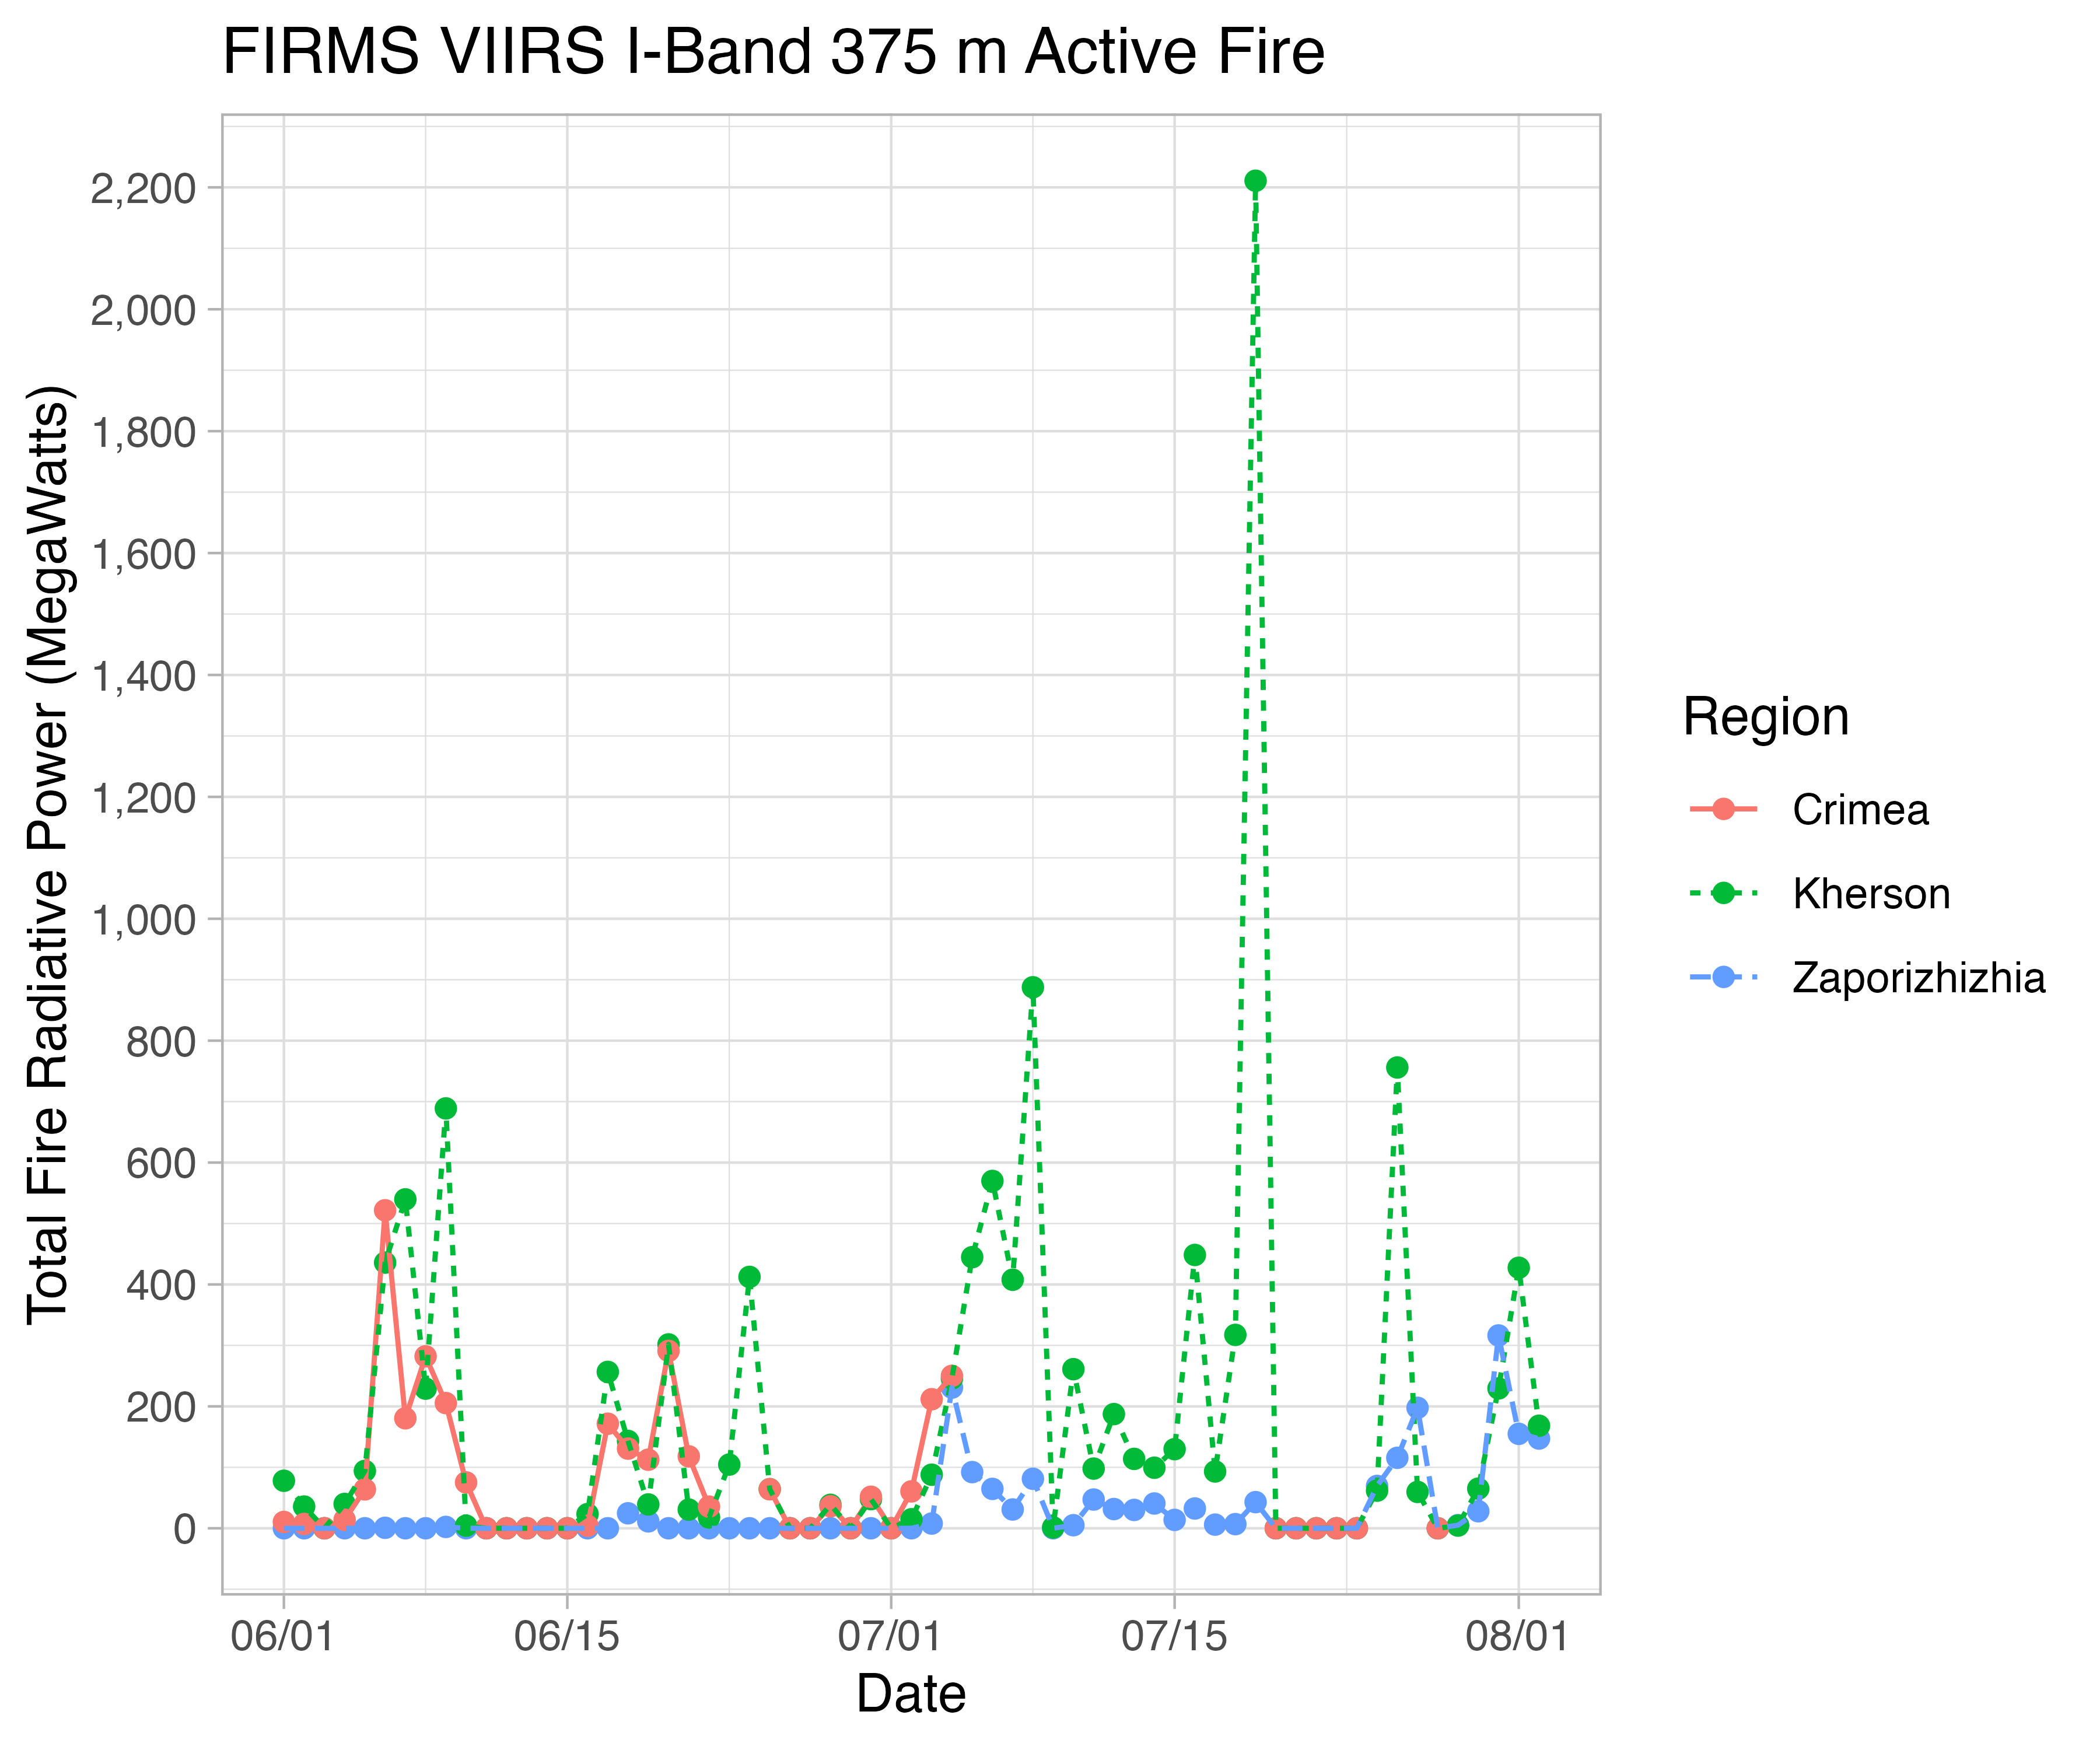 FIRMS VIIRS I-Band 375 m Active Fire
Total Fire Radiative Power (MegaWatts)
2,200
2,000
1,800
1,600
1,400
1,200
1,000
800
600
400
200
0
06/01 06/15 07/01 07/15 08/01
Date
Region
Crimea
Kherson
Zaporizhizhia